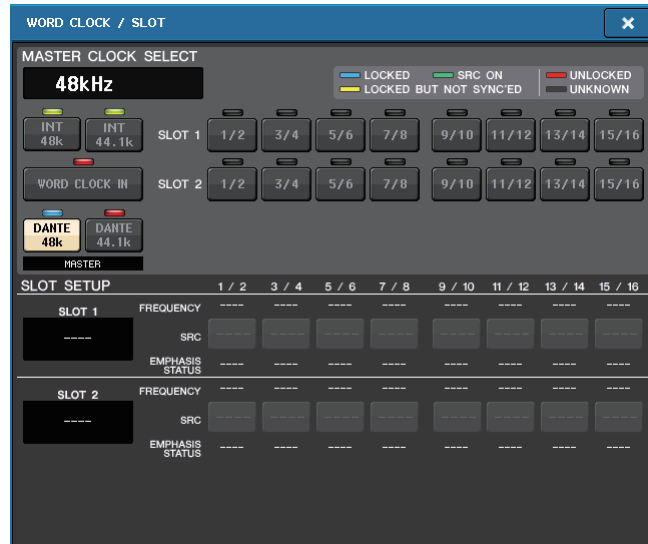 WORD CLOCK / SLOT
MASTER CLOCK SELECT
48kHz
LOCKED SRC ON UNLOCKED
LOCKED BUT NOT SYNC'ED UNKNOWN
INT 48k INT 44.1k SLOT 1 1/2 3/4 5/6 7/8 9/10 11/12 13/14 15/16
WORD CLOCK IN SLOT 2 1/2 3/4 5/6 7/8 9/10 11/12 13/14 15/16
DANTE 48k DANTE 44.1k
MASTER
SLOT SETUP 1 / 2 3 / 4 5 / 6 7 / 8 9 / 10 11 / 12 13 / 14 15 / 16
SLOT 1 FREQUENCY ---- ---- ---- ---- ---- ---- ---- ----
---- SRC ---- ---- ---- ---- ---- ---- ---- ----
EMPHASIS STATUS ---- ---- ---- ---- ---- ---- ---- ----
SLOT 2 FREQUENCY ---- ---- ---- ---- ---- ---- ---- ----
---- SRC ---- ---- ---- ---- ---- ---- ---- ----
EMPHASIS STATUS ---- ---- ---- ---- ---- ---- ---- ----